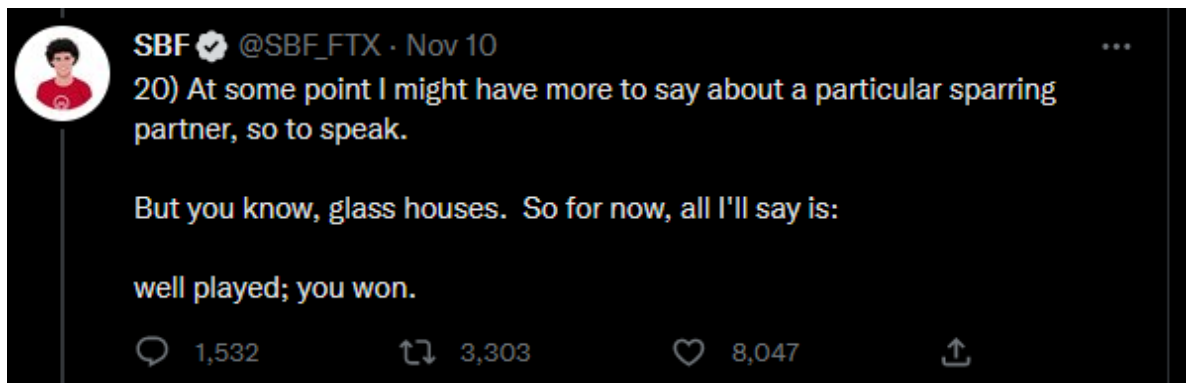 SBF @SBF_FTX · Nov 10
20) At some point I might have more to say about a particular sparring
partner, so to speak.
But you know, glass houses.  So for now, all I'll say is:
well played; you won.
1,532 3,303 8,047